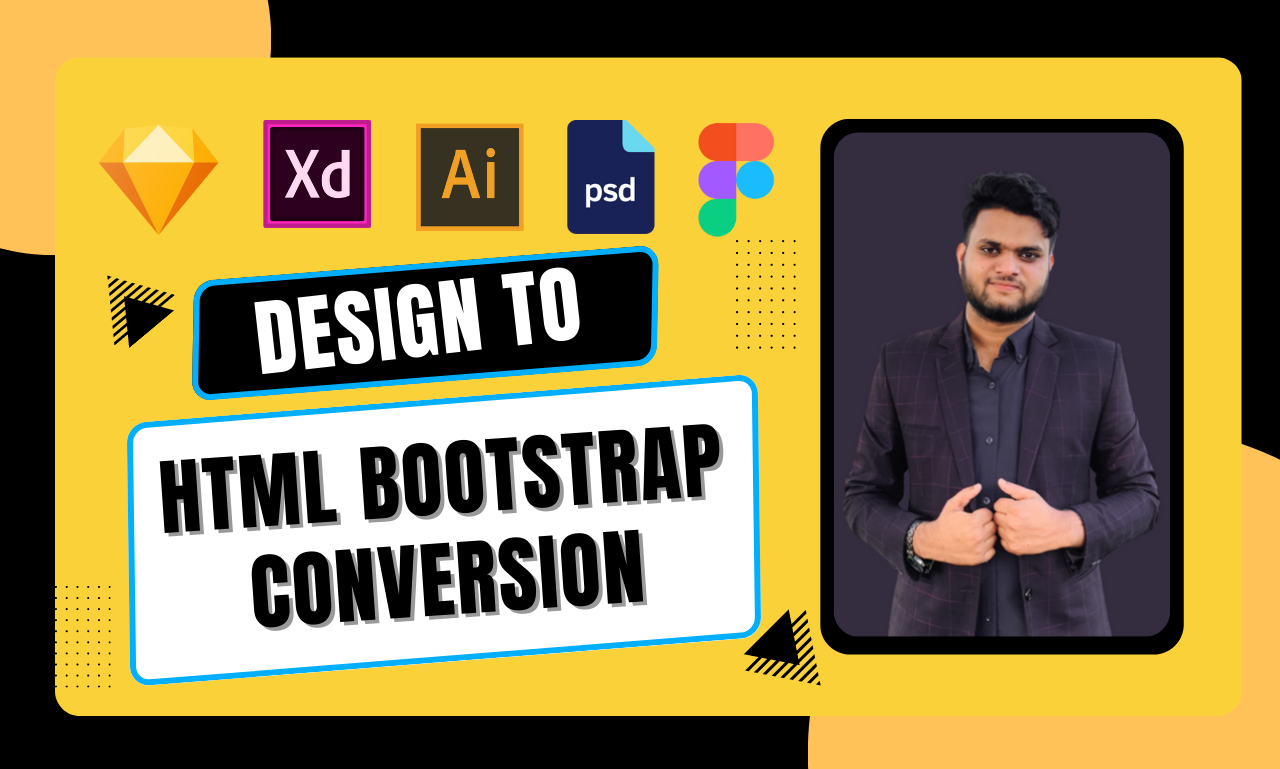 Xd
Ai
psd
DESIGN TO
HTML BOOTSTRAP
CONVERSION